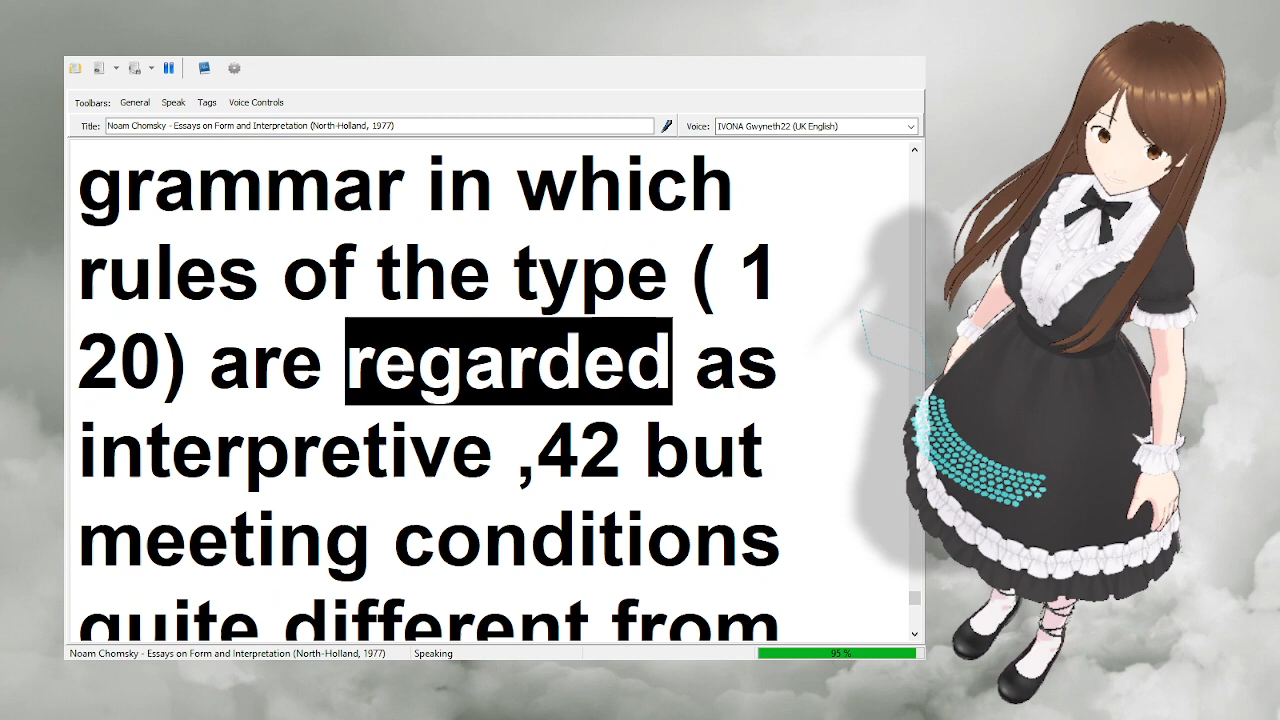 Toolbars: General Speak Tags Voice Controls
Title: Noam Chomsky - Essays on Form and Interpretation (North-Holland, 1977) Voice: IVONA Gwyneth22 (UK English)
grammar in which
rules of the type ( 1
20) are regarded as
interpretive ,42 but
meeting conditions
quite different from
Noam Chomsky - Essays on Form and Interpretation (North-Holland, 1977) Speaking 95 %